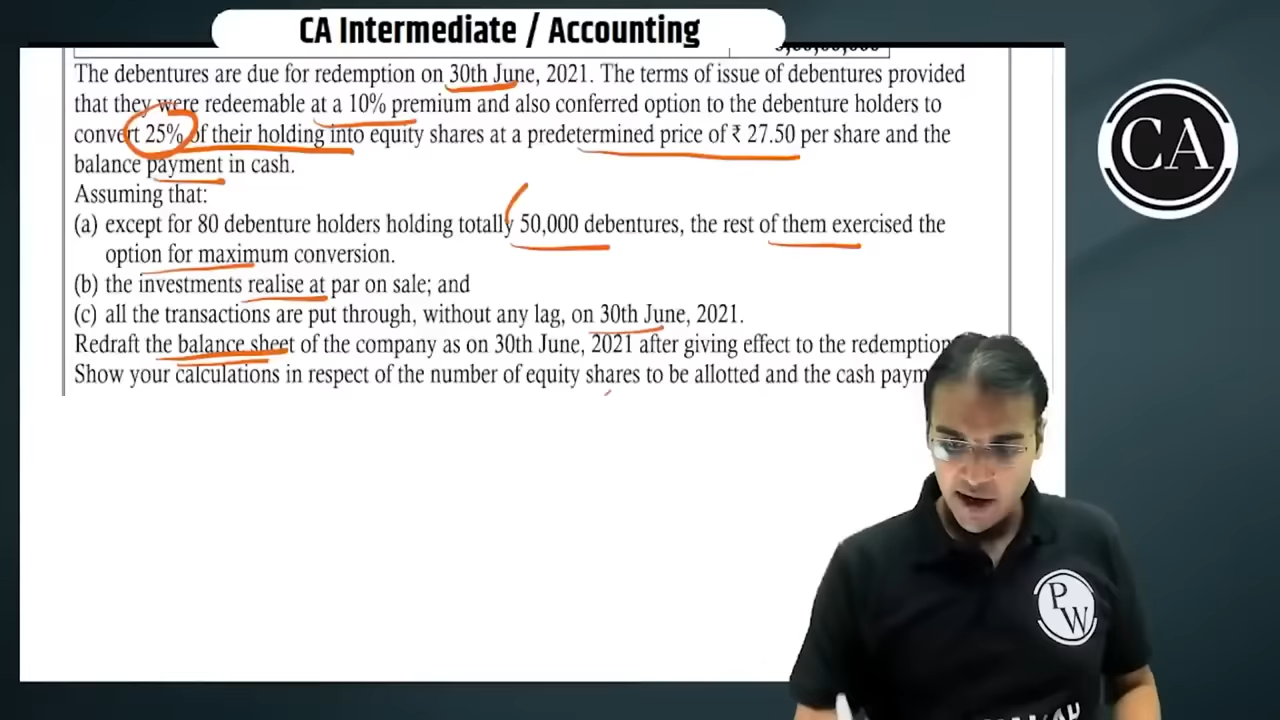 CA Intermediate / Accounting
The debentures are due for redemption on 30th June, 2021. The terms of issue of debentures provided
that they were redeemable at a 10% premium and also conferred option to the debenture holders to
convert 25% of their holding into equity shares at a predetermined price of ₹ 27.50 per share and the
balance payment in cash.
Assuming that:
(a) except for 80 debenture holders holding totally 50,000 debentures, the rest of them exercised the
option for maximum conversion.
(b) the investments realise at par on sale; and
(c) all the transactions are put through, without any lag, on 30th June, 2021.
Redraft the balance sheet of the company as on 30th June, 2021 after giving effect to the redemption
Show your calculations in respect of the number of equity shares to be allotted and the cash paym
CA
PW